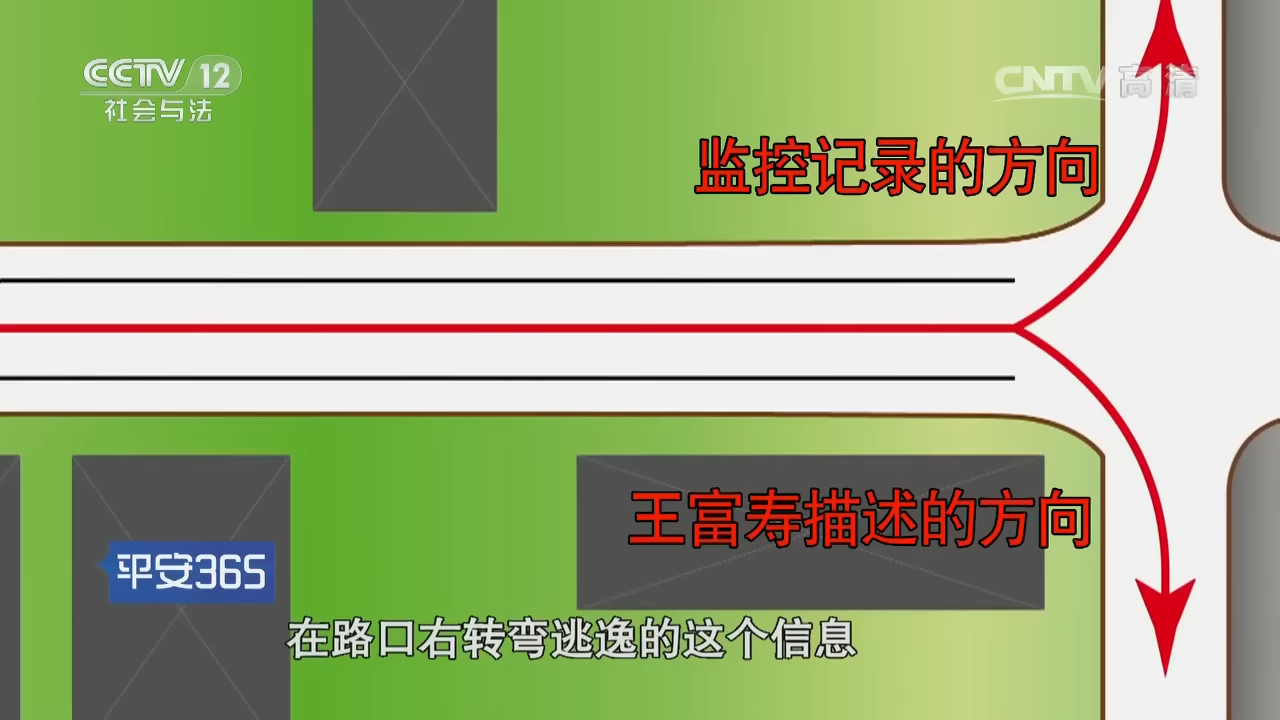 CCTV 12
社会与法
CNTV 高清
监控记录的方向
王富寿描述的方向
平安365
在路口右转弯逃逸的这个信息